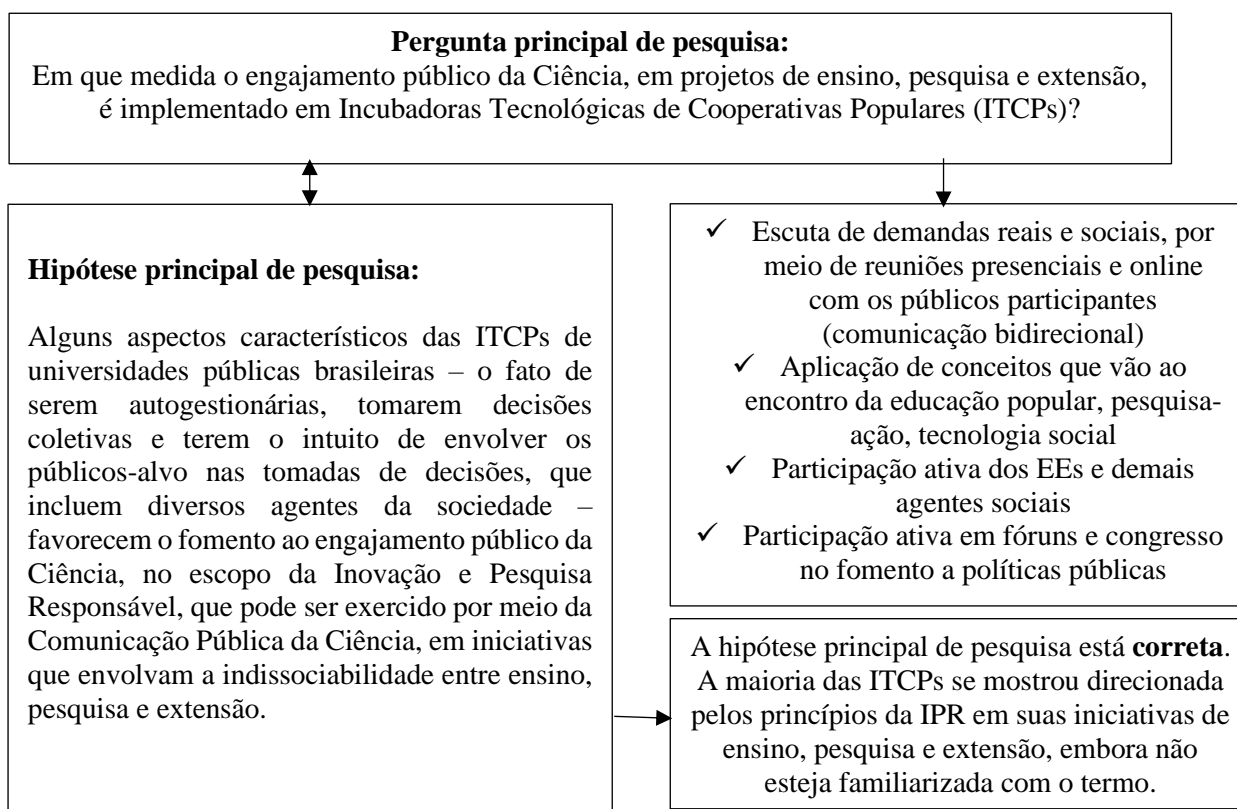 Pergunta principal de pesquisa:
Em que medida o engajamento público da Ciência, em projetos de ensino, pesquisa e extensão,
é implementado em Incubadoras Tecnológicas de Cooperativas Populares (ITCPs)?
Hipótese principal de pesquisa:
Alguns aspectos característicos das ITCPs de
universidades públicas brasileiras – o fato de
serem autogestionárias, tomarem decisões
coletivas e terem o intuito de envolver os
públicos-alvo nas tomadas de decisões, que
incluem diversos agentes da sociedade –
favorecem o fomento ao engajamento público da
Ciência, no escopo da Inovação e Pesquisa
Responsável, que pode ser exercido por meio da
Comunicação Pública da Ciência, em iniciativas
que envolvam a indissociabilidade entre ensino,
pesquisa e extensão.
✓ Escuta de demandas reais e sociais, por
meio de reuniões presenciais e online
com os públicos participantes
(comunicação bidirecional)
✓ Aplicação de conceitos que vão ao
encontro da educação popular, pesquisa-
ação, tecnologia social
✓ Participação ativa dos EEs e demais
agentes sociais
✓ Participação ativa em fóruns e congresso
no fomento a políticas públicas
A hipótese principal de pesquisa está correta.
A maioria das ITCPs se mostrou direcionada
pelos princípios da IPR em suas iniciativas de
ensino, pesquisa e extensão, embora não
esteja familiarizada com o termo.